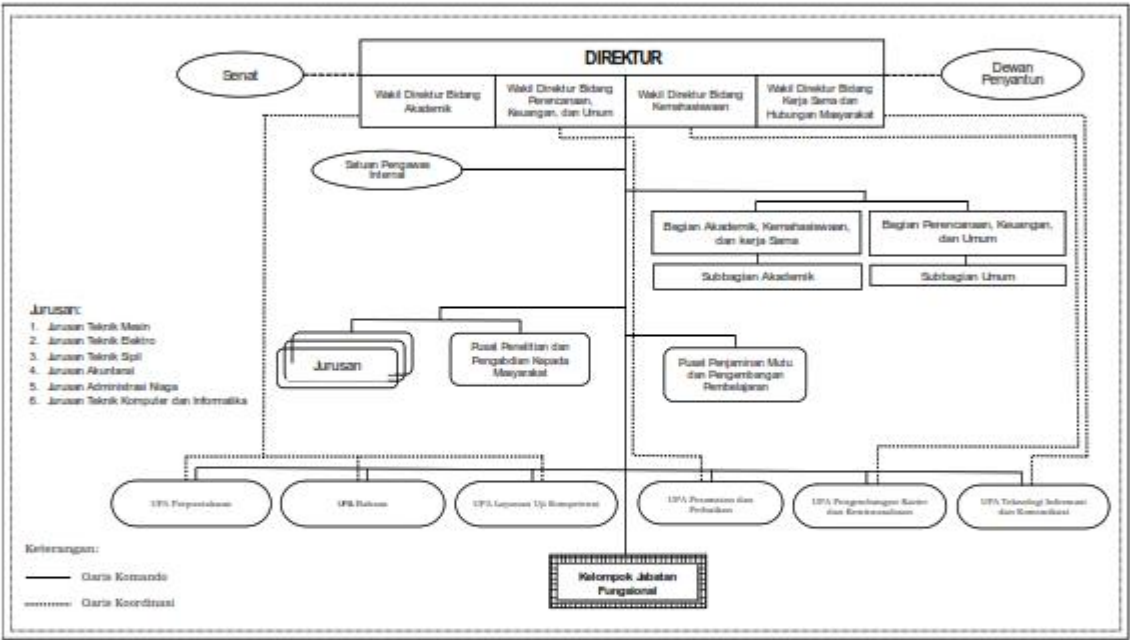 DIREKTUR
Senat
Dewan
Penyantun
Wakil Direktur Bidang
Akademik
Wakil Direktur Bidang
Perencanaan,
Keuangan, dan Umum
Wakil Direktur Bidang
Kemahasiswaan
Wakil Direktur Bidang
Kerja Sama dan
Hubungan Masyarakat
Satuan Pengawas
Internal
Bagian Akademik, Kemahasiswaan,
dan kerja Sama
Bagian Perencanaan, Keuangan,
dan Umum
Subbagian Akademik
Subbagian Umum
Jurusan:
1. Jurusan Teknik Mesin
2. Jurusan Teknik Elektro
3. Jurusan Teknik Sipil
4. Jurusan Akuntansi
5. Jurusan Administrasi Niaga
6. Jurusan Teknik Komputer dan Informatika
Jurusan
Pusat Penelitian dan
Pengabdian Kepada
Masyarakat
Pusat Penjaminan Mutu
dan Pengembangan
Pembelajaran
UPA Perpustakaan
UPA Bahasa
UPA Layanan Uji Kompetensi
UPA Perawatan dan
Perbaikan
UPA Pengembangan Karier
dan Kewirausahaan
UPA Teknologi Informasi
dan Komunikasi
Keterangan:
Garis Komando
Garis Koordinasi
Kelompok Jabatan
Fungsional